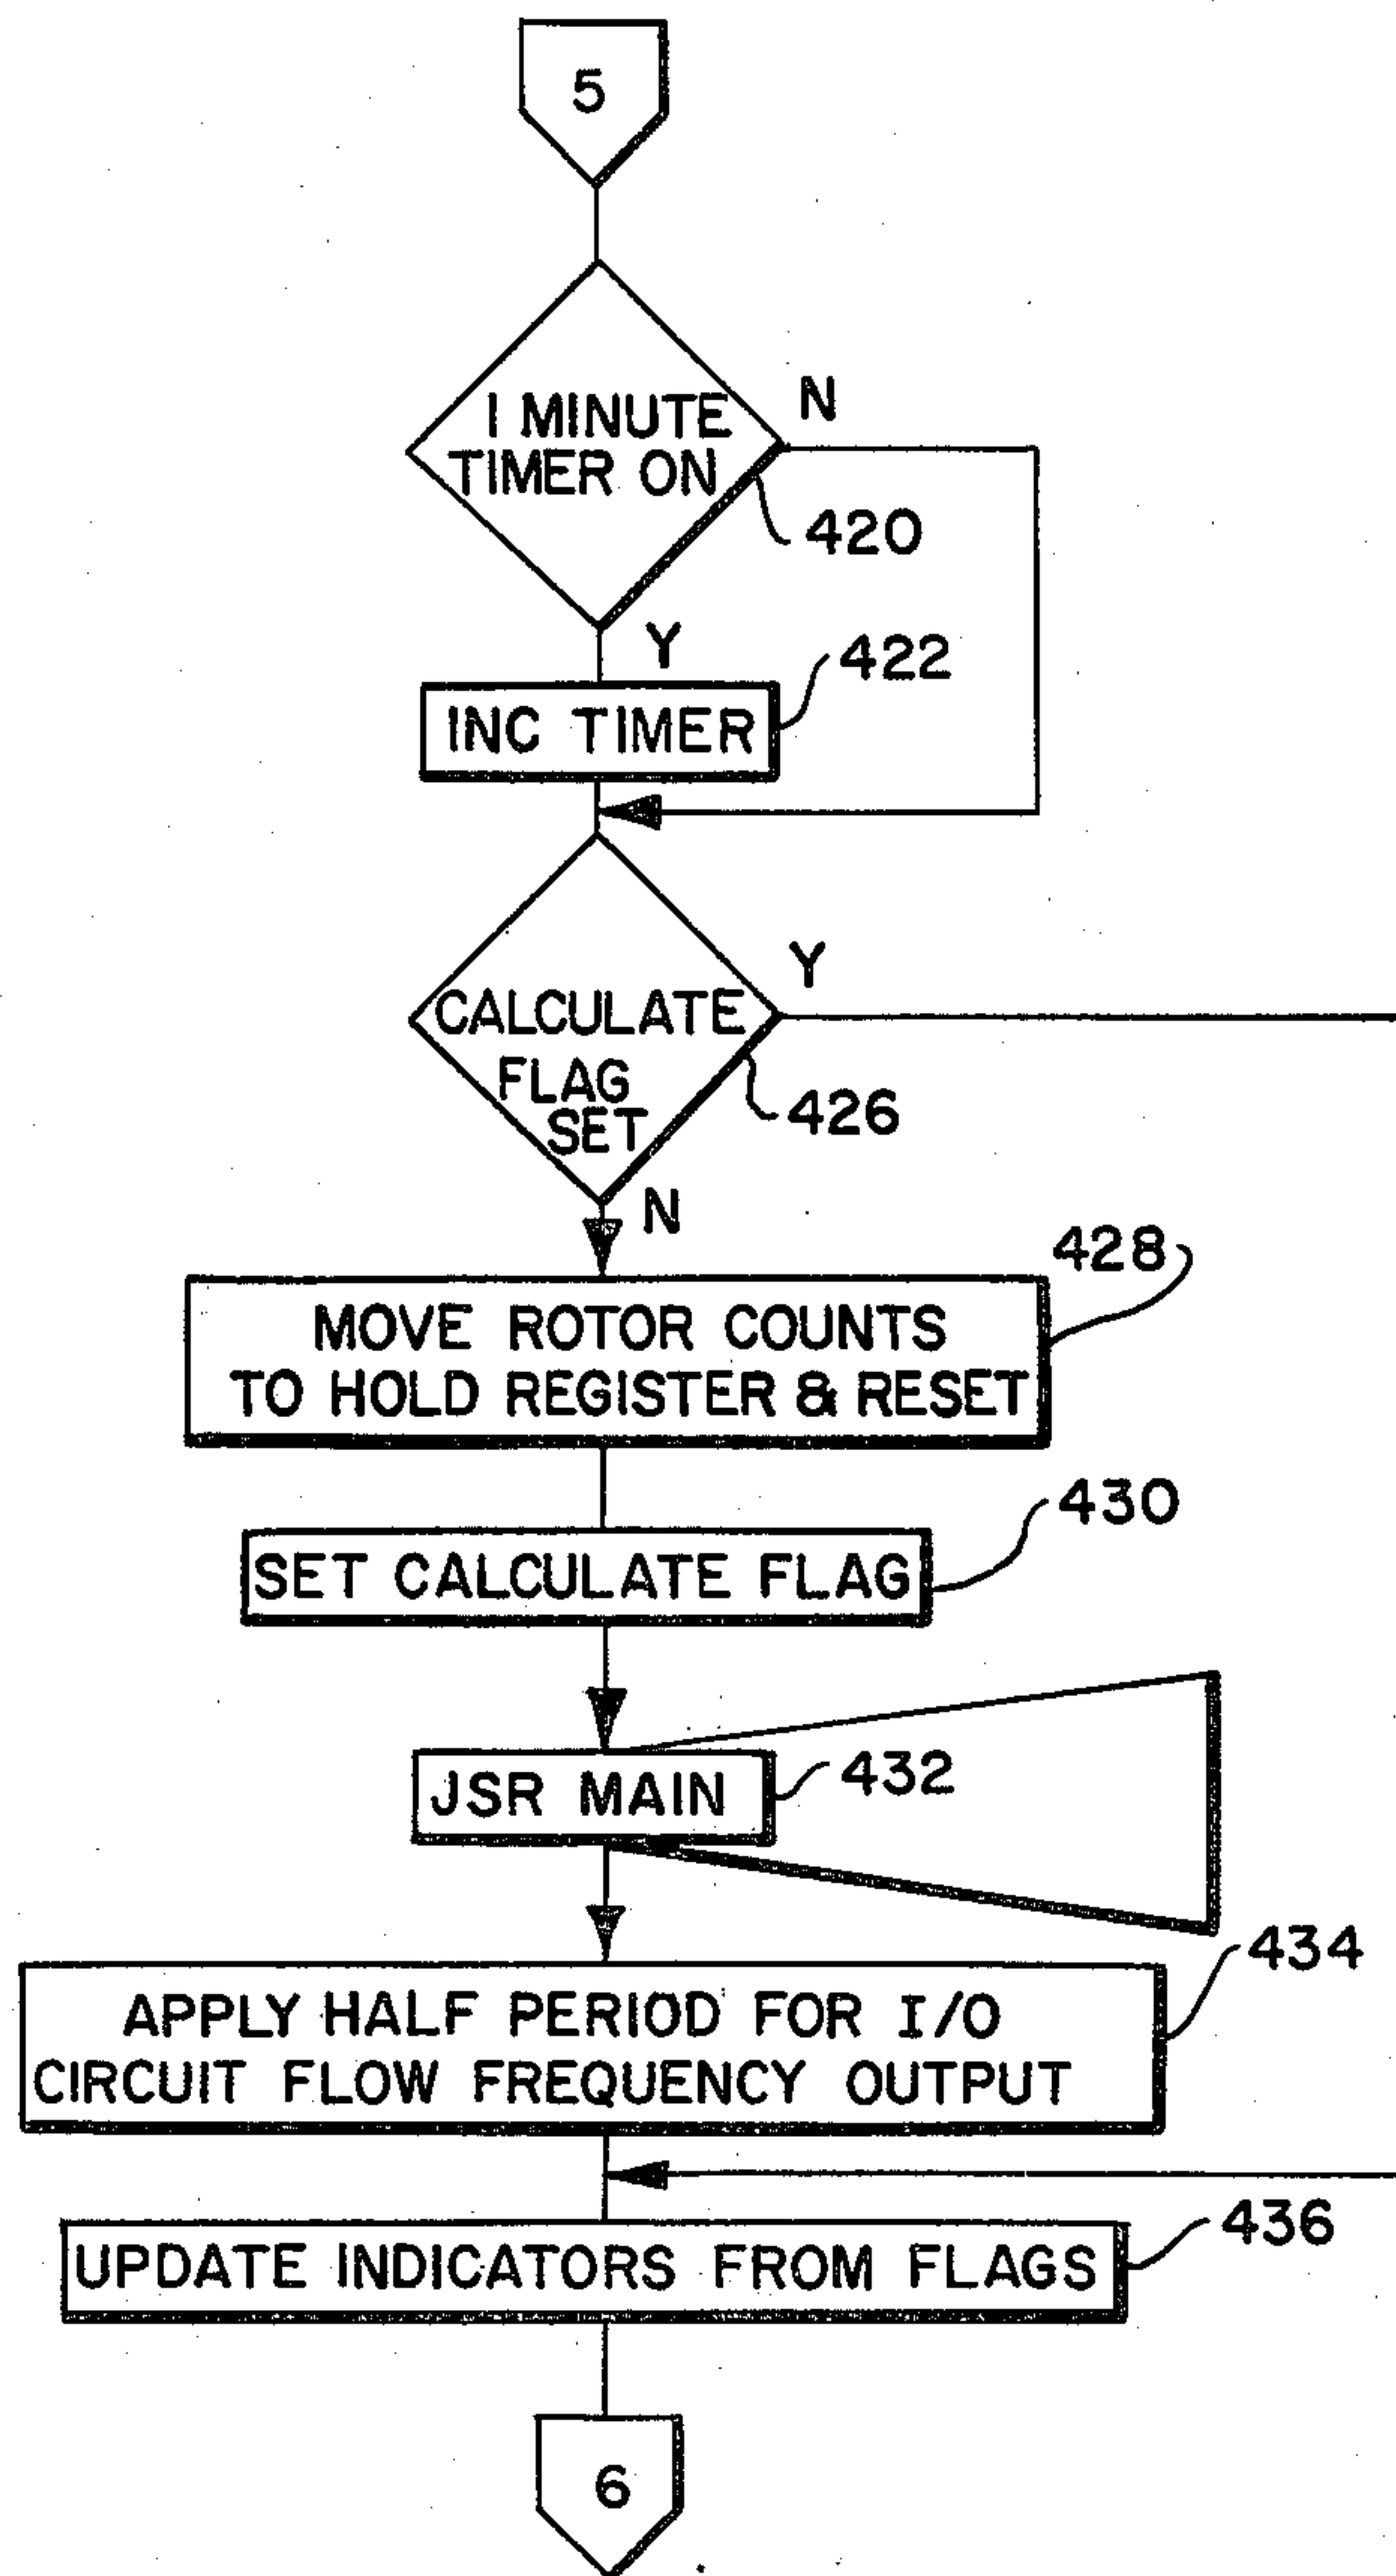 5
1 MINUTE
TIMER ON
N
420
Y
422
INC TIMER
Y
CALCULATE
FLAG
SET
426
N
428
MOVE ROTOR COUNTS
TO HOLD REGISTER & RESET
430
SET CALCULATE FLAG
JSR MAIN
432
434
APPLY HALF PERIOD FOR I/O
CIRCUIT FLOW FREQUENCY OUTPUT
436
UPDATE INDICATORS FROM FLAGS
6